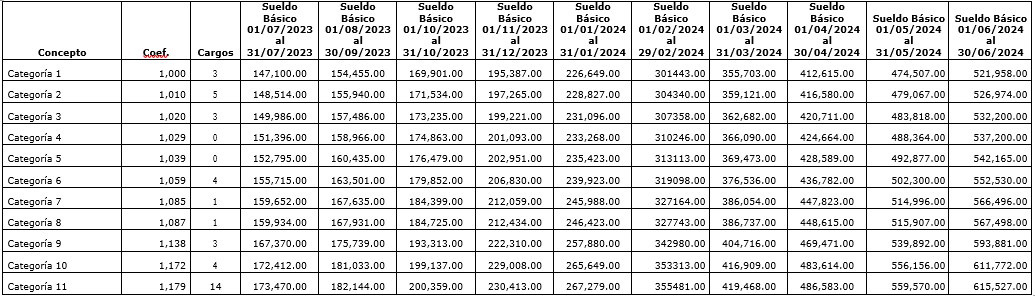 Concepto Coef. Cargos Sueldo Básico 01/07/2023 al 31/07/2023 Sueldo Básico 01/08/2023 al 30/09/2023 Sueldo Básico 01/10/2023 al 31/10/2023 Sueldo Básico 01/11/2023 al 31/12/2023 Sueldo Básico 01/01/2024 al 31/01/2024 Sueldo Básico 01/02/2024 al 29/02/2024 Sueldo Básico 01/03/2024 al 31/03/2024 Sueldo Básico 01/04/2024 al 30/04/2024 Sueldo Básico 01/05/2024 al 31/05/2024 Sueldo Básico 01/06/2024 al 30/06/2024
Categoría 1 1,000 3 147,100.00 154,455.00 169,901.00 195,387.00 226,649.00 301443.00 355,703.00 412,615.00 474,507.00 521,958.00
Categoría 2 1,010 5 148,514.00 155,940.00 171,534.00 197,265.00 228,827.00 304340.00 359,121.00 416,580.00 479,067.00 526,974.00
Categoría 3 1,020 3 149,986.00 157,486.00 173,235.00 199,221.00 231,096.00 307358.00 362,682.00 420,711.00 483,818.00 532,200.00
Categoría 4 1,029 0 151,396.00 158,966.00 174,863.00 201,093.00 233,268.00 310246.00 366,090.00 424,664.00 488,364.00 537,200.00
Categoría 5 1,039 0 152,795.00 160,435.00 176,479.00 202,951.00 235,423.00 313113.00 369,473.00 428,589.00 492,877.00 542,165.00
Categoría 6 1,059 4 155,715.00 163,501.00 179,852.00 206,830.00 239,923.00 319098.00 376,536.00 436,782.00 502,300.00 552,530.00
Categoría 7 1,085 1 159,652.00 167,635.00 184,399.00 212,059.00 245,988.00 327164.00 386,054.00 447,823.00 514,996.00 566,496.00
Categoría 8 1,087 1 159,934.00 167,931.00 184,725.00 212,434.00 246,423.00 327743.00 386,737.00 448,615.00 515,907.00 567,498.00
Categoría 9 1,138 3 167,370.00 175,739.00 193,313.00 222,310.00 257,880.00 342980.00 404,716.00 469,471.00 539,892.00 593,881.00
Categoría 10 1,172 4 172,412.00 181,033.00 199,137.00 229,008.00 265,649.00 353313.00 416,909.00 483,614.00 556,156.00 611,772.00
Categoría 11 1,179 14 173,470.00 182,144.00 200,359.00 230,413.00 267,279.00 355481.00 419,468.00 486,583.00 559,570.00 615,527.00